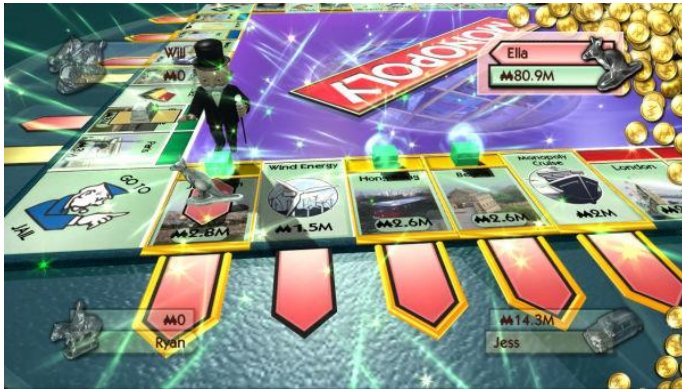 Will
₩0
Ella
₩80.9M
MONOPOLY
GO TO
JAIL
₩2.8M
Wind Energy
₩1.5M
₩2.6M
₩2.6M
Monopoly
Cruise
₩2M
London
₩0
Ryan
₩14.3M
Jess